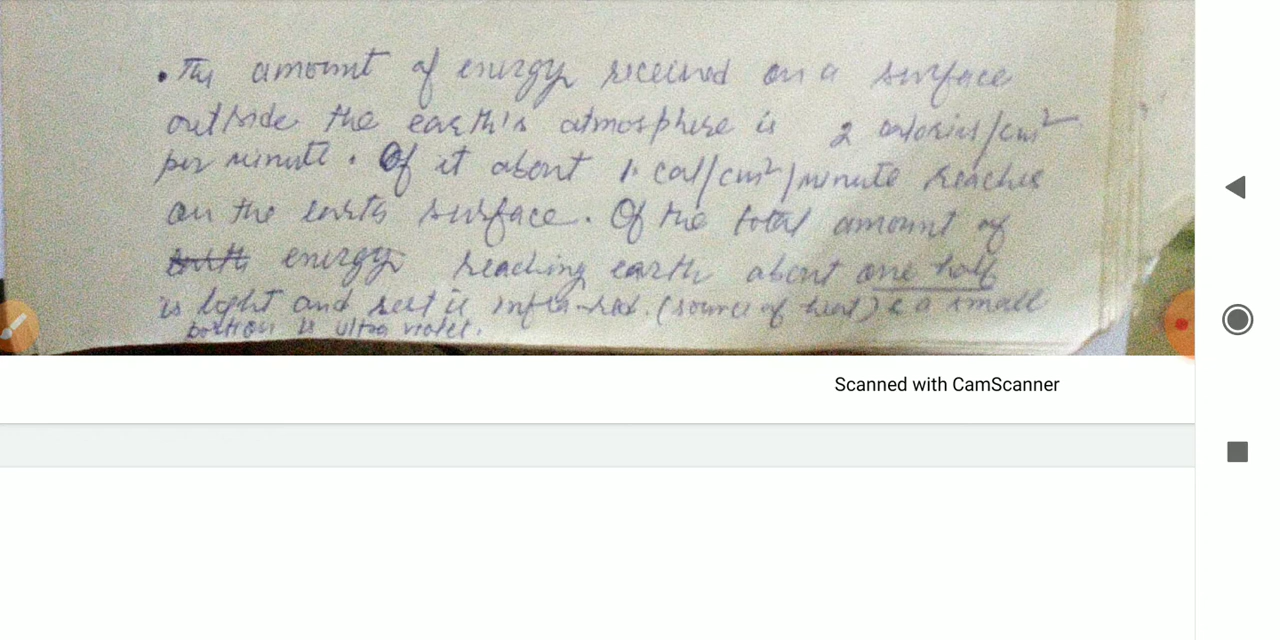 • The amount of energy received on a surface
outside the earth's atmosphere is 2 calories/cm²
per minute. Of it about 1. cal/cm²/minute reaches
on the earth surface. Of the total amount of
earth energy reaching earth about one half
is light and rest is infra-red. (source of heat) & a small
portion is ultra violet.
Scanned with CamScanner